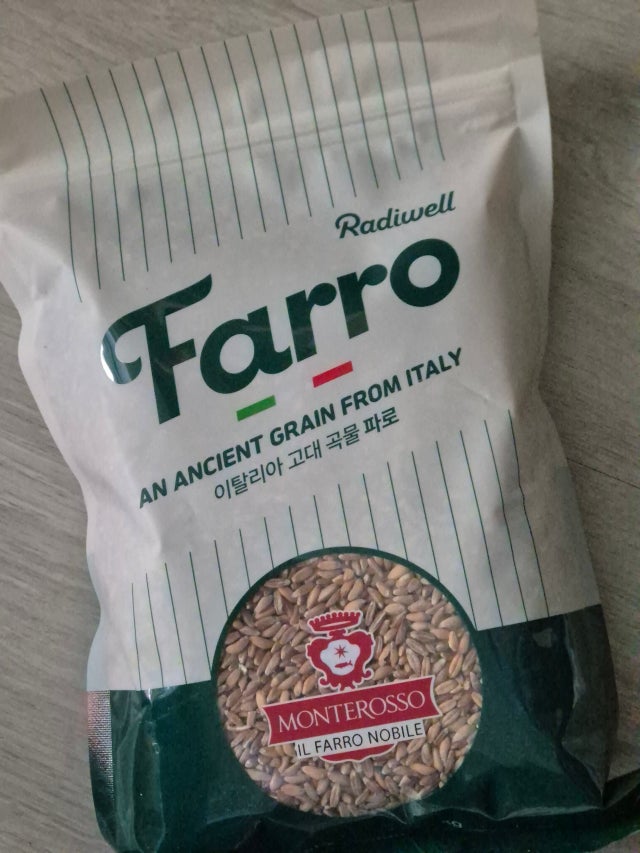 Radiwell
Farro
AN ANCIENT GRAIN FROM ITALY
이탈리아 고대 곡물 파로
MONTEROSSO
IL FARRO NOBILE